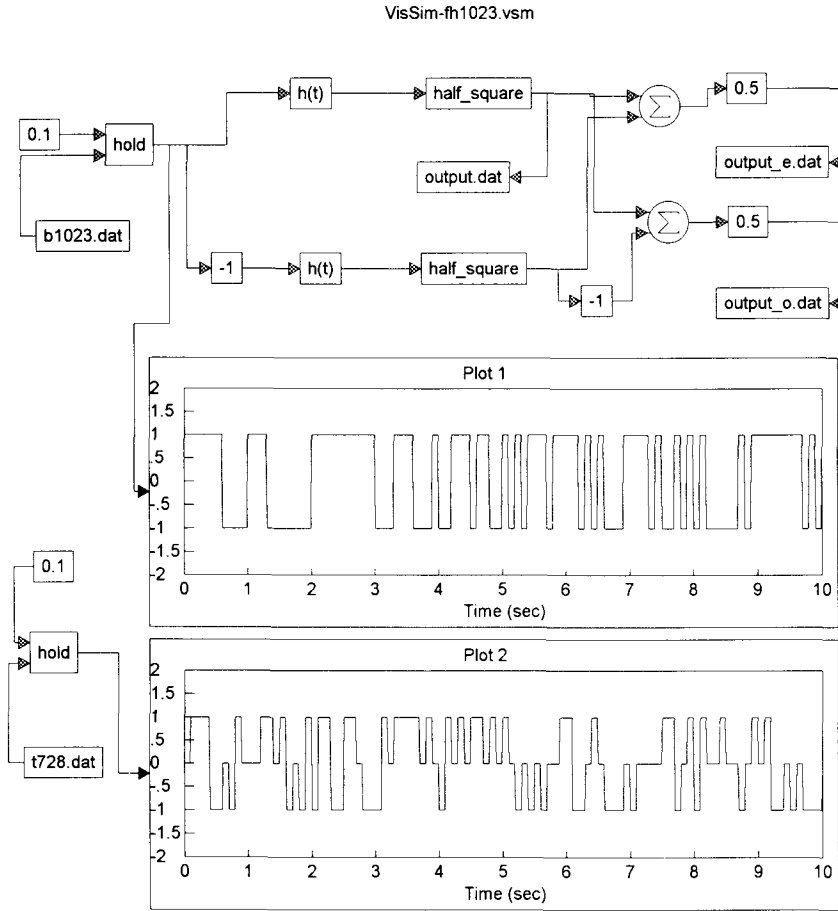 VisSim-fh1023.vsm
h(t)
half_square
Σ
0.5
0.1
hold
output.dat
output_e.dat
b1023.dat
Σ
0.5
-1
h(t)
half_square
-1
output_o.dat
Plot 1
2
1.5
1
.5
0
-.5
-1
-1.5
-2
0 1 2 3 4 5 6 7 8 9 10
Time (sec)
0.1
hold
t728.dat
Plot 2
2
1.5
1
.5
0
-.5
-1
-1.5
-2
0 1 2 3 4 5 6 7 8 9 10
Time (sec)